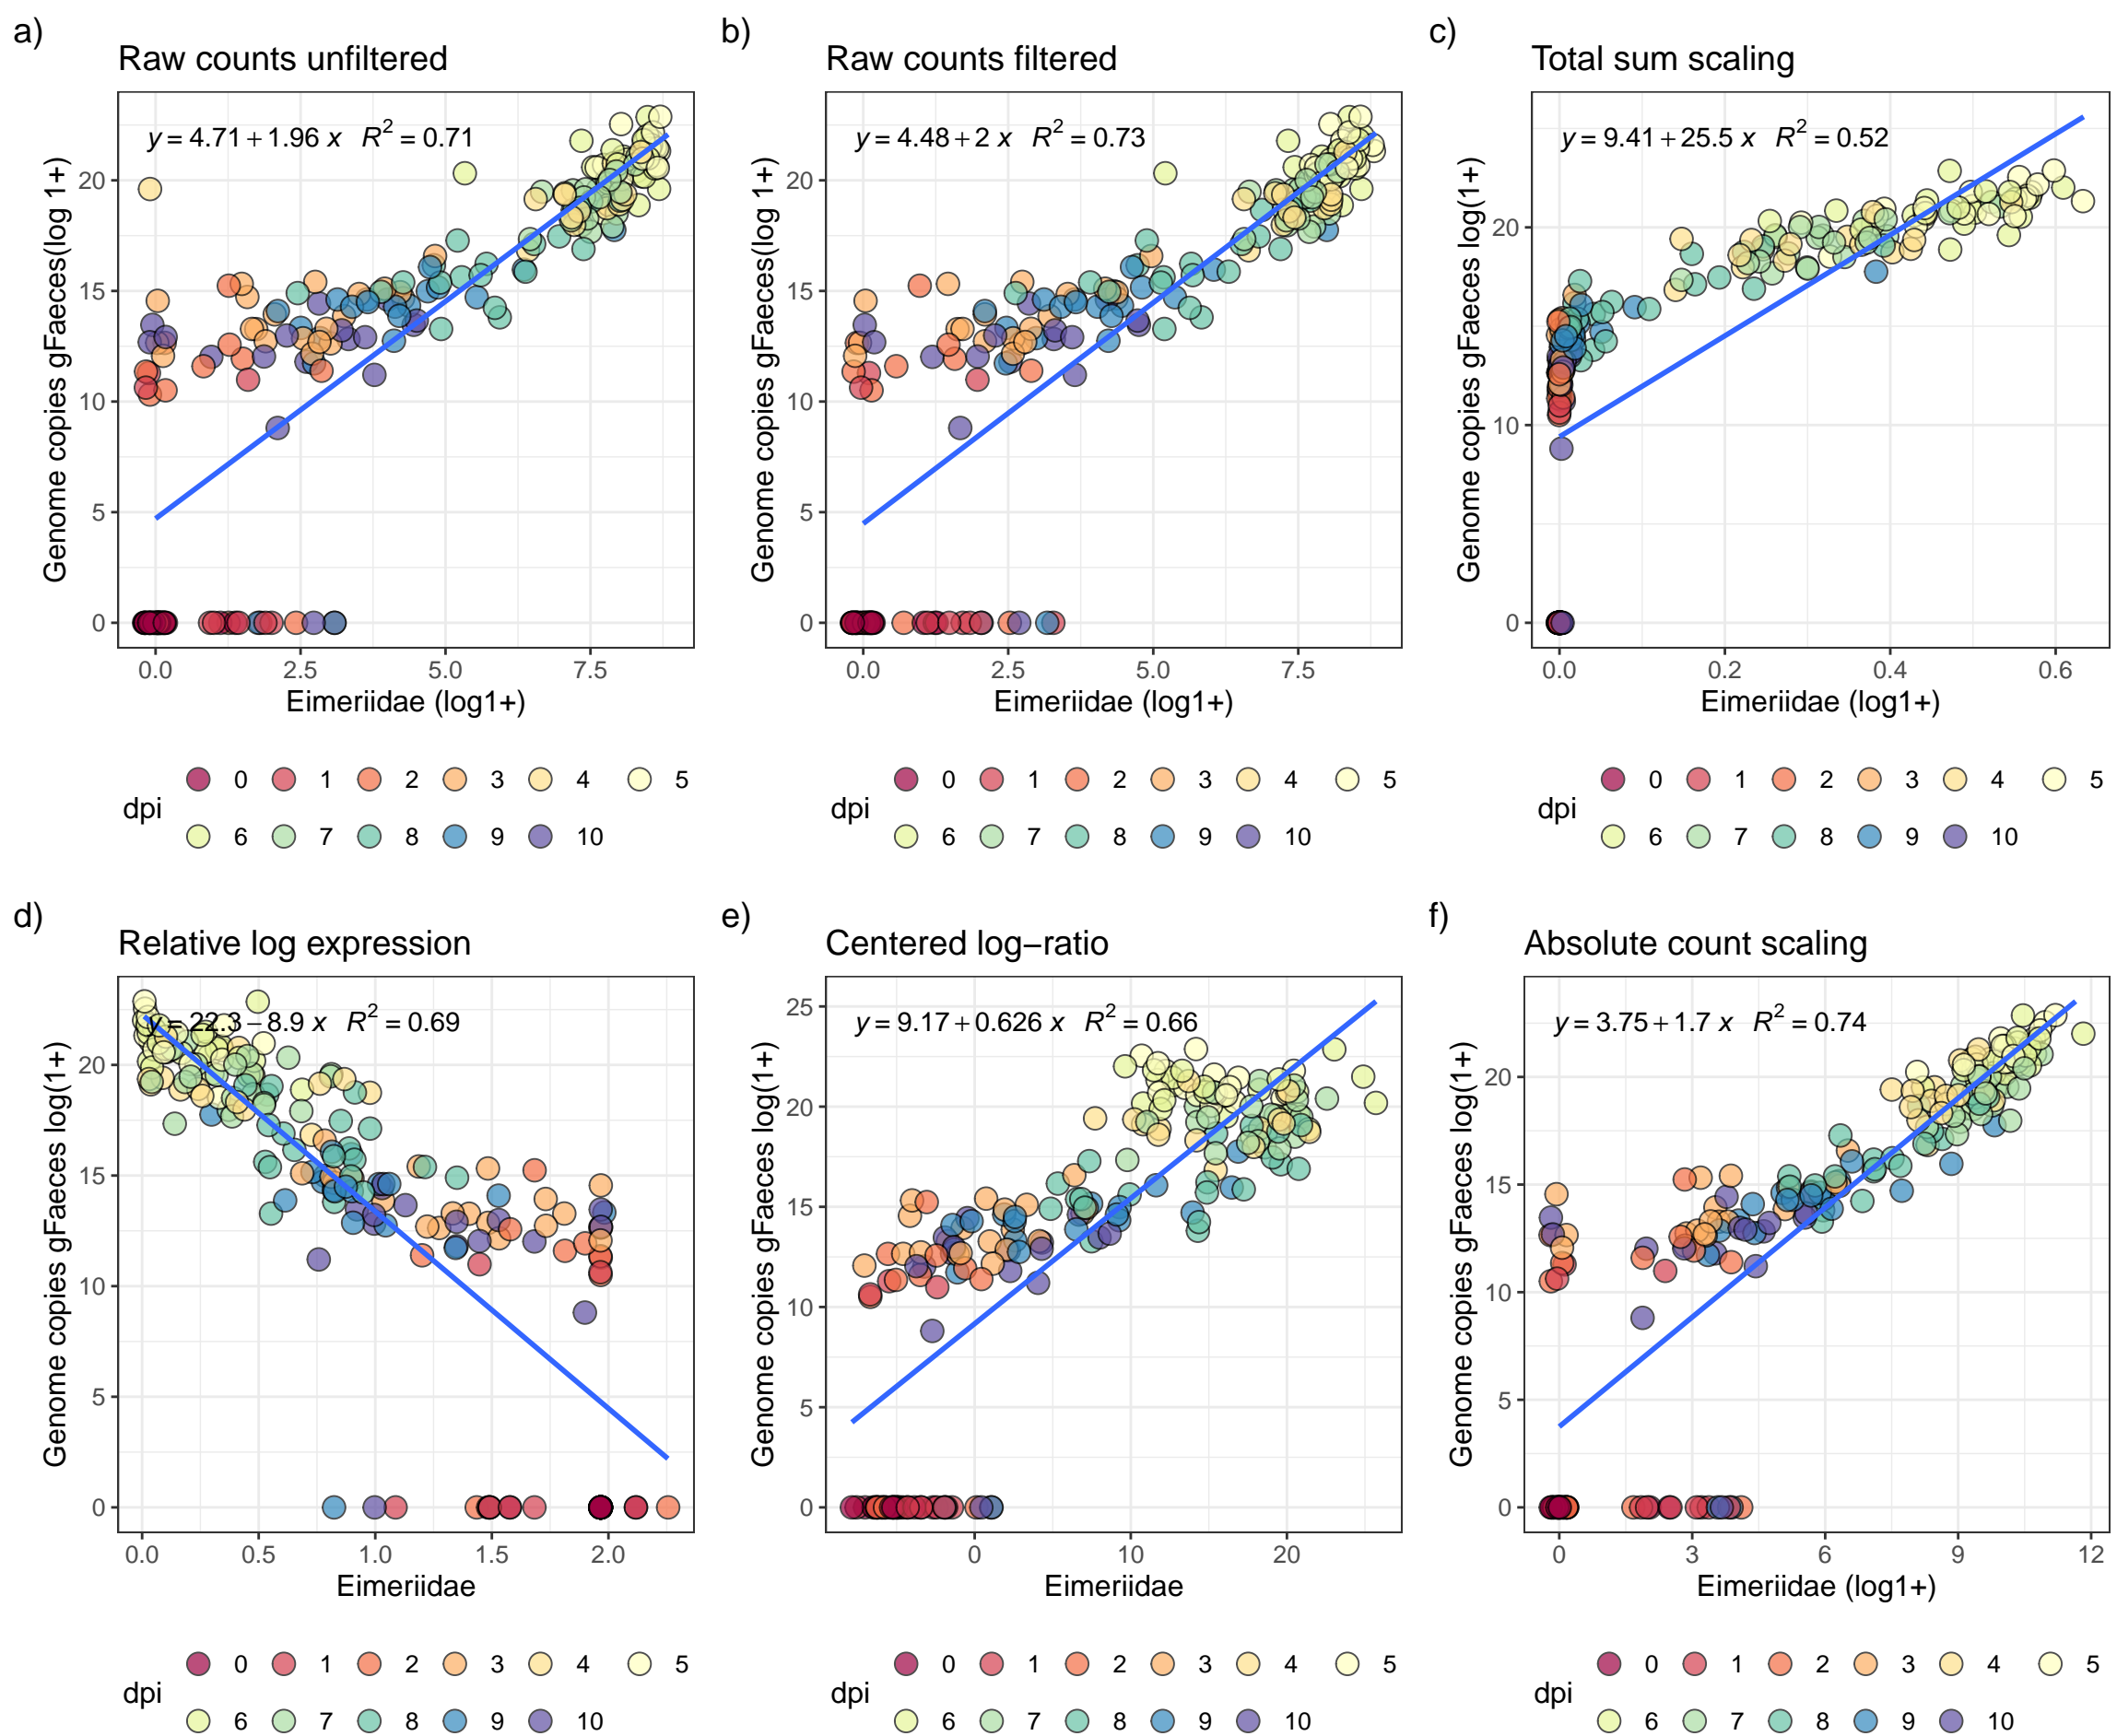 a)
Raw counts unfiltered
y = 4.71 + 1.96 x R² = 0.71
Genome copies gFaeces(log 1+)
20
15
10
5
0
0.0 2.5 5.0 7.5
Eimeriidae (log1+)
dpi
0 1 2 3 4 5
6 7 8 9 10
b)
Raw counts filtered
y = 4.48 + 2 x R² = 0.73
Genome copies gFaeces(log 1+)
20
15
10
5
0
0.0 2.5 5.0 7.5
Eimeriidae (log1+)
dpi
0 1 2 3 4 5
6 7 8 9 10
c)
Total sum scaling
y = 9.41 + 25.5 x R² = 0.52
Genome copies gFaeces log(1+)
20
10
0
0.0 0.2 0.4 0.6
Eimeriidae (log1+)
dpi
0 1 2 3 4 5
6 7 8 9 10
d)
Relative log expression
y = 22.3 − 8.9 x R² = 0.69
Genome copies gFaeces log(1+)
20
15
10
5
0
0.0 0.5 1.0 1.5 2.0
Eimeriidae
dpi
0 1 2 3 4 5
6 7 8 9 10
e)
Centered log−ratio
y = 9.17 + 0.626 x R² = 0.66
Genome copies gFaeces log(1+)
25
20
15
10
5
0
0 10 20
Eimeriidae
dpi
0 1 2 3 4 5
6 7 8 9 10
f)
Absolute count scaling
y = 3.75 + 1.7 x R² = 0.74
Genome copies gFaeces log(1+)
20
15
10
5
0
0 3 6 9 12
Eimeriidae (log1+)
dpi
0 1 2 3 4 5
6 7 8 9 10